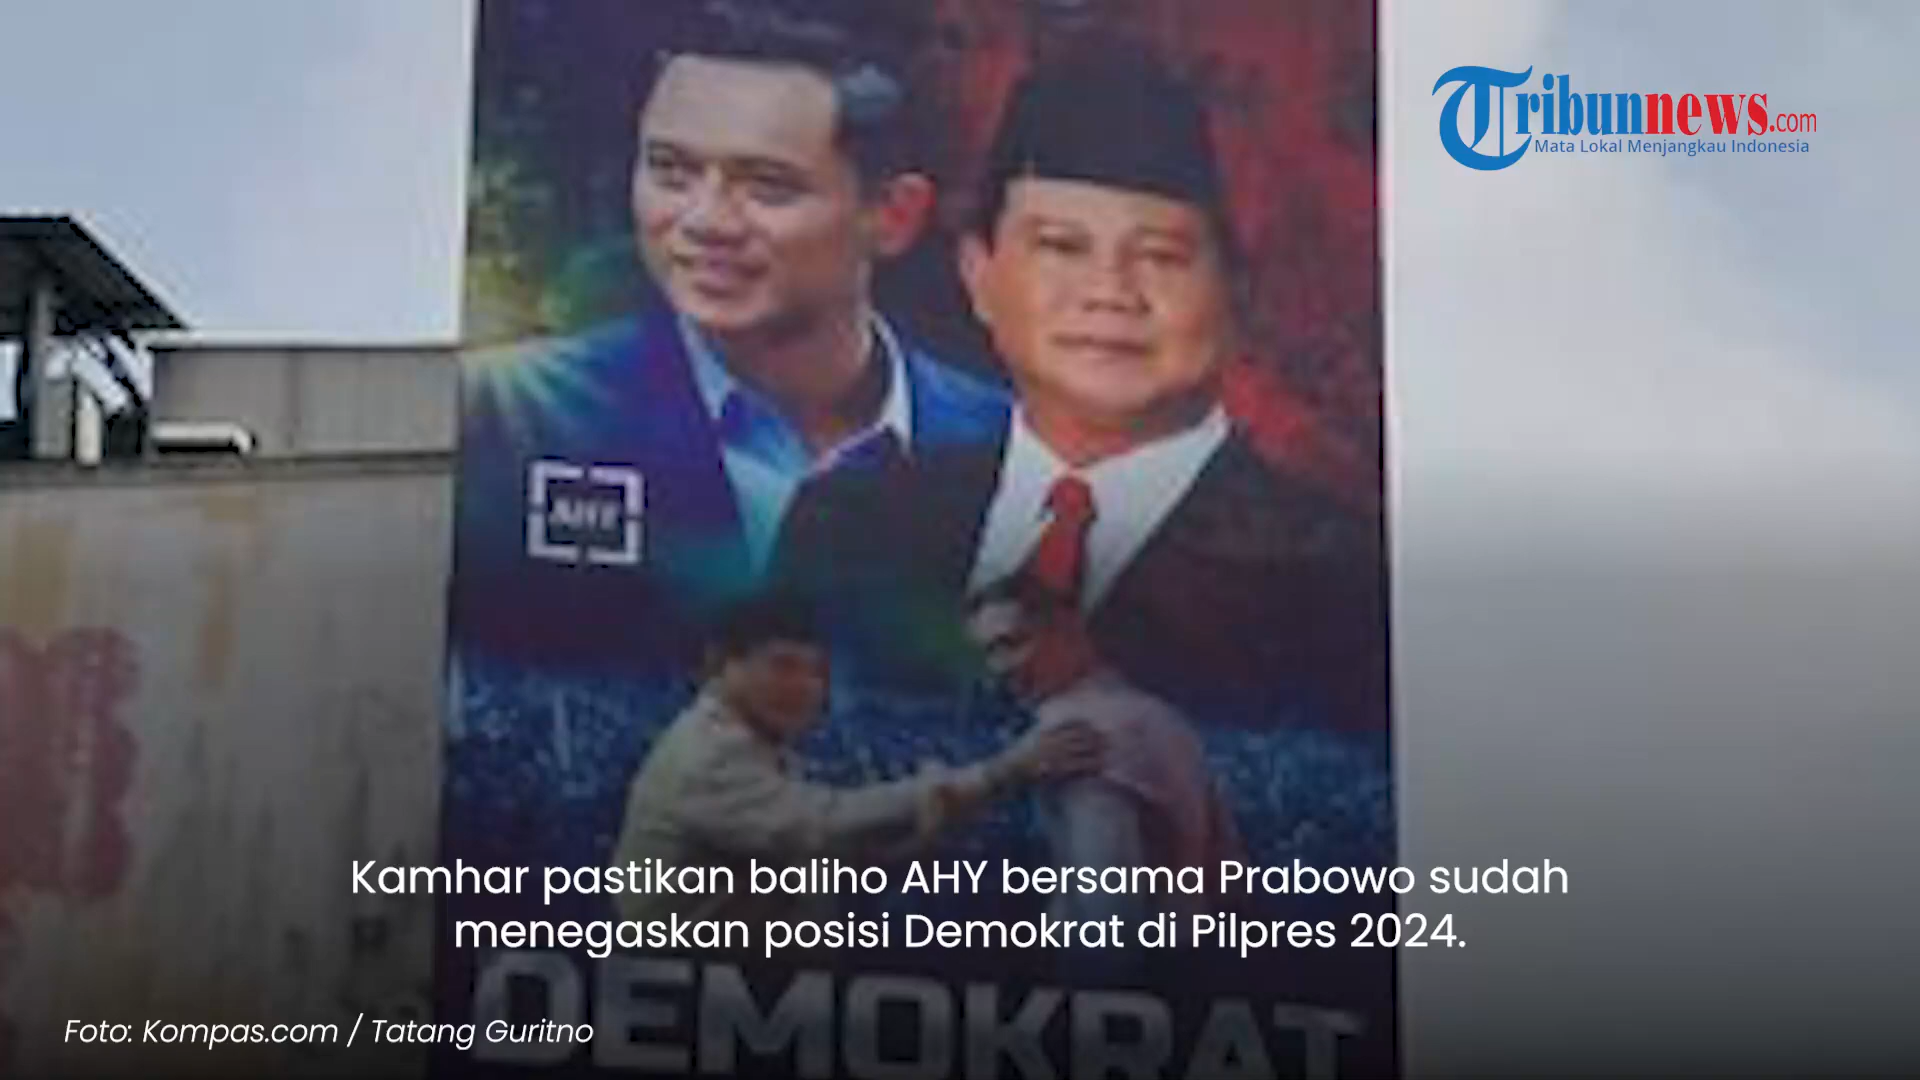 Tribunnews.com
Mata Lokal Menjangkau Indonesia
AHY
Kamhar pastikan baliho AHY bersama Prabowo sudah
menegaskan posisi Demokrat di Pilpres 2024.
DEMOKRAT
Foto: Kompas.com / Tatang Guritno